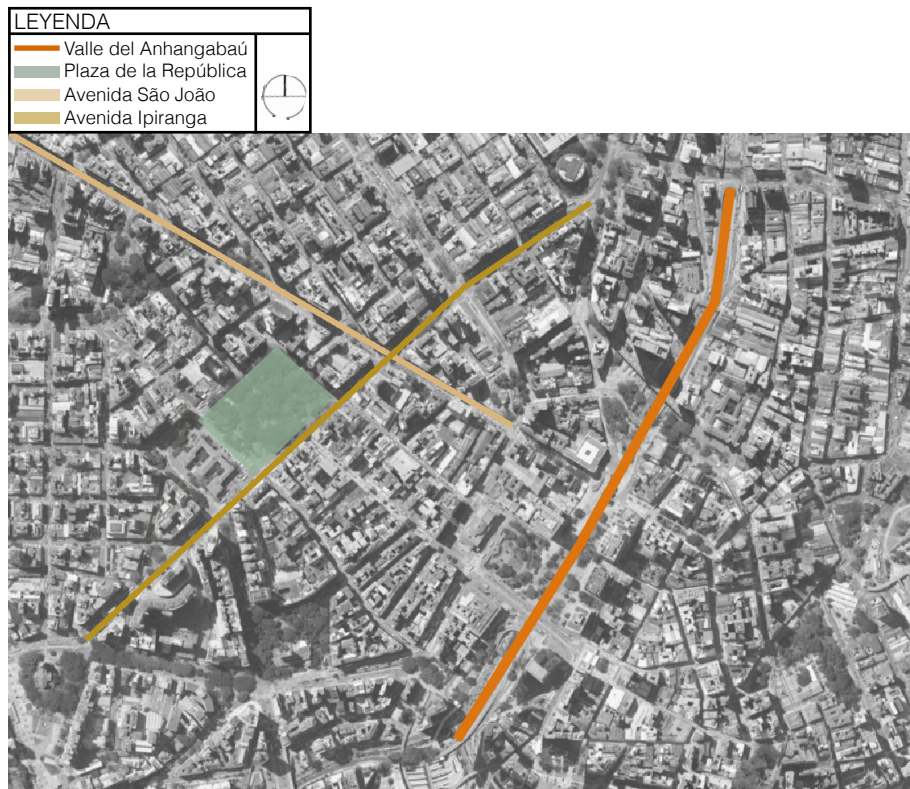 LEYENDA
Valle del Anhangabaú
Plaza de la República
Avenida São João
Avenida Ipiranga